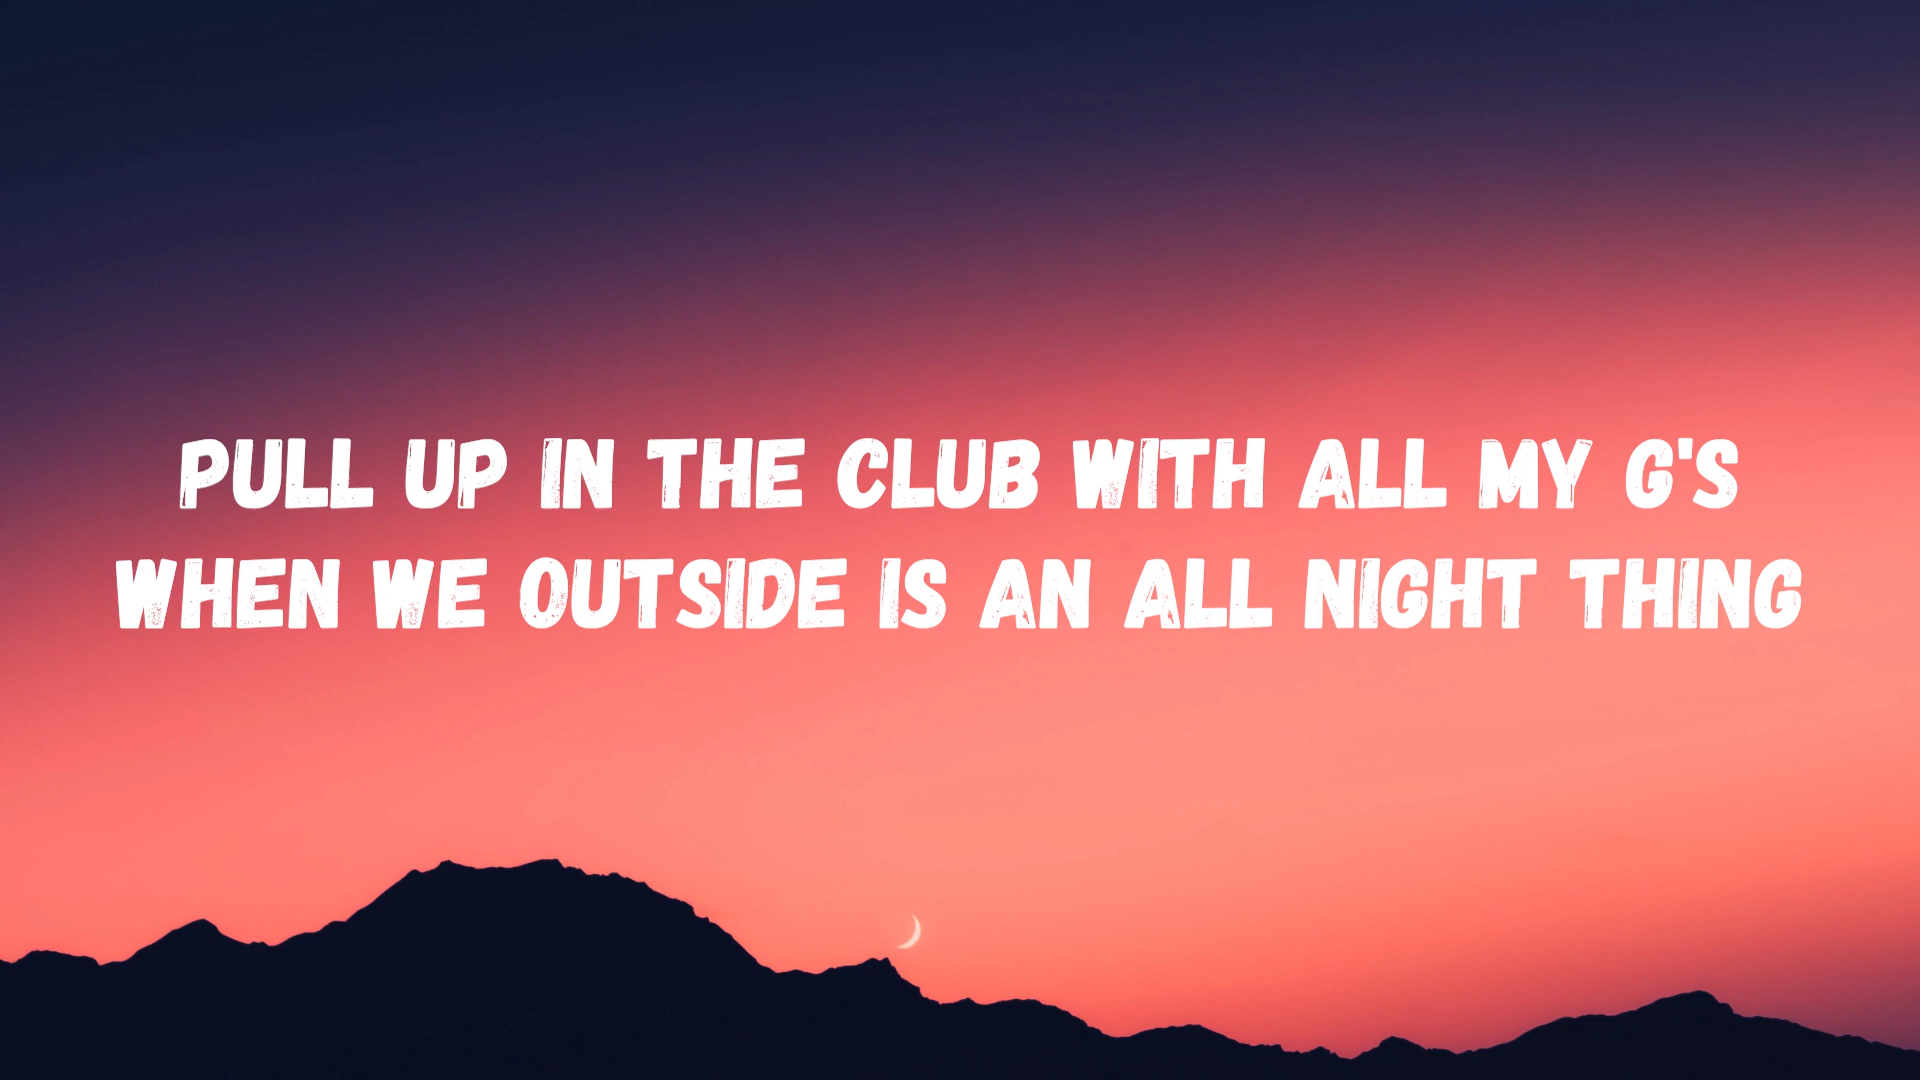 PULL UP IN THE CLUB WITH ALL MY G'S
WHEN WE OUTSIDE IS AN ALL NIGHT THING